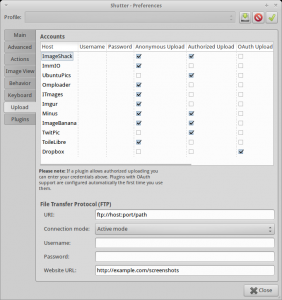 Shutter - Preferences
Profile:
Main
Advanced
Actions
Image View
Behavior
Keyboard
Upload
Plugins
Accounts
Host Username Password Anonymous Upload Authorized Upload OAuth Upload
ImageShack
ImmIO
UbuntuPics
Omploader
ITmages
Imgur
Minus
ImageBanana
TwitPic
ToileLibre
Dropbox
Please note: If a plugin allows authorized uploading you
can enter your credentials above. Plugins with OAuth
support are configured automatically the first time you use
them.
File Transfer Protocol (FTP)
URI: ftp://host:port/path
Connection mode: Active mode
Username:
Password:
Website URL: http://example.com/screenshots
Close